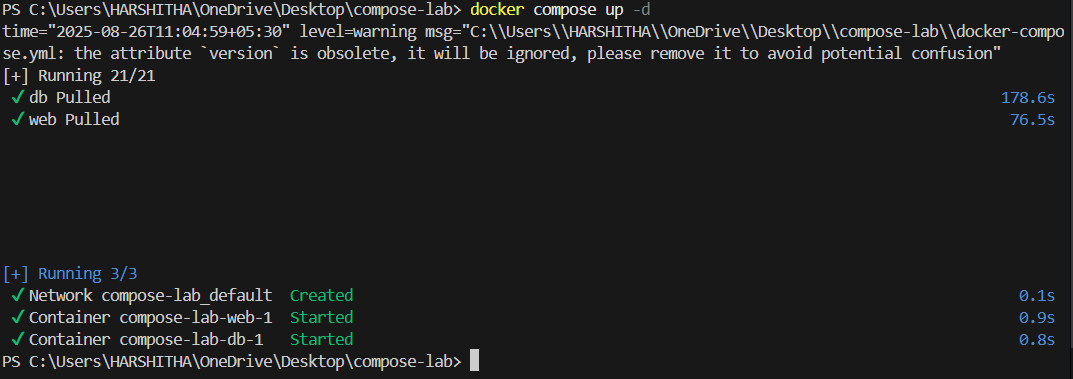 PS C:\Users\HARSHITHA\OneDrive\Desktop\compose-lab> docker compose up -d
time="2025-08-26T11:04:59+05:30" level=warning msg="C:\\Users\\HARSHITHA\\OneDrive\\Desktop\\compose-lab\\docker-compo
se.yml: the attribute `version` is obsolete, it will be ignored, please remove it to avoid potential confusion"
[+] Running 21/21
✔ db Pulled 178.6s
✔ web Pulled 76.5s
[+] Running 3/3
✔ Network compose-lab_default Created 0.1s
✔ Container compose-lab-web-1 Started 0.9s
✔ Container compose-lab-db-1 Started 0.8s
PS C:\Users\HARSHITHA\OneDrive\Desktop\compose-lab>